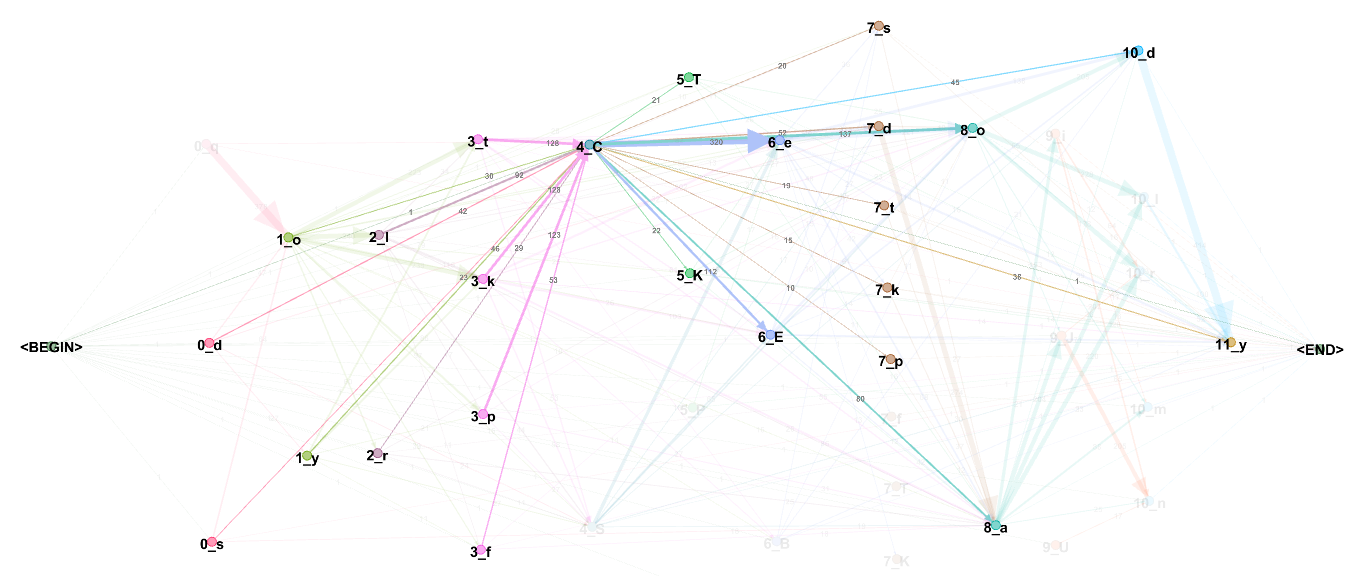 7_s
10_d
20
5_T
45
21
7_d
8_o
9_i
52
137
3_t
128
4_C
320
6_e
0_q
30
92
128
19
10_l
1
42
7_t
1_o
2_l
123
22
15
46
29
23
3_k
53
5_K
112
10_r
36
1
7_k
10
<BEGIN>
0_d
6_E
9_J
11_y
<END>
7_p
80
3_p
5_P
7_f
10_m
1_y
2_r
7_T
10_n
4_S
8_a
0_s
3_f
6_B
9_U
7_K